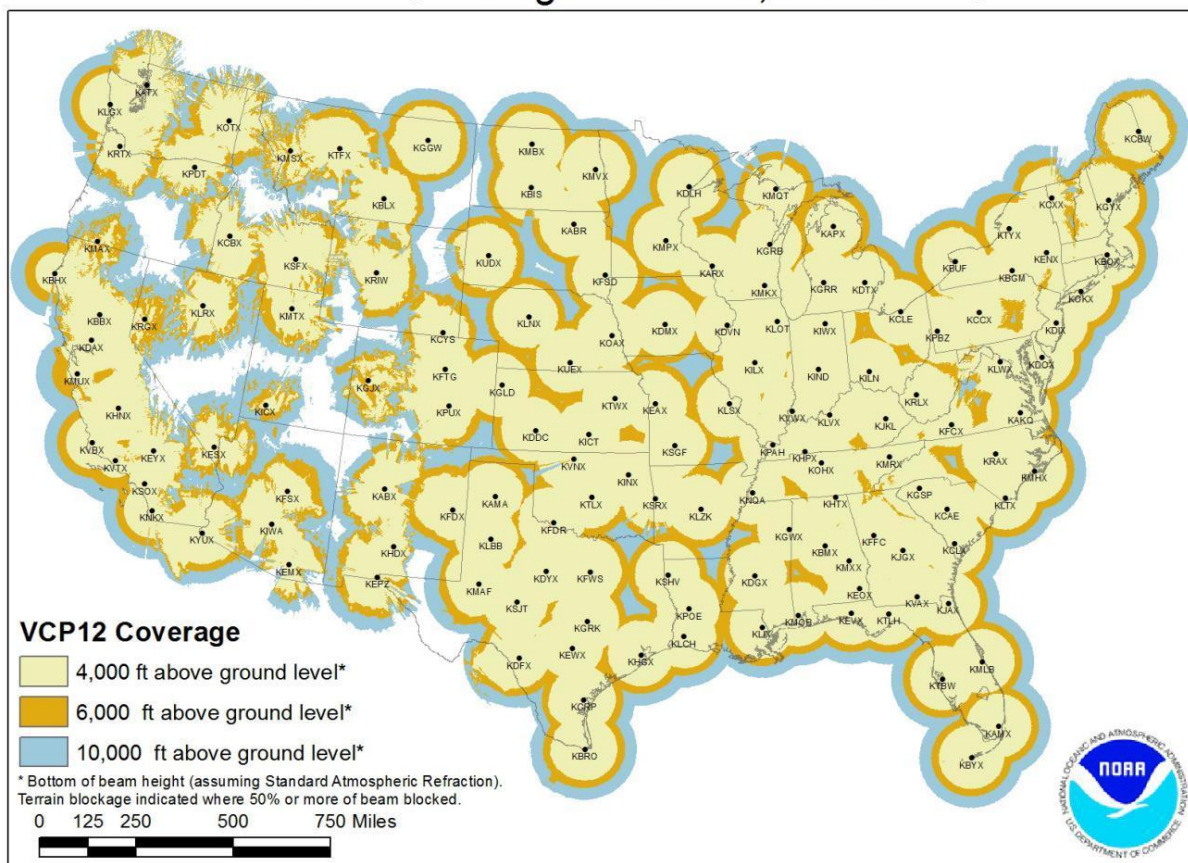 KATX
KLGX
KRTX
KOTX
KPDT
KMSX
KTFX
KGGW
KBLX
KMBX
KBIS
KMVX
KABR
KUDX
KDLH
KMQT
KMPX
KGRB
KAPX
KARX
KFSD
KMKX
KGRR
KDTX
KCBW
KCXX
KGYX
KTYX
KBUF
KENX
KBOX
KBGM
KOKX
KMAX
KBHX
KCBX
KSFX
KRIW
KBBX
KRGX
KLRX
KMTX
KDAX
KMUX
KHNX
KCYS
KFTG
KPUX
KGJX
KICX
KLNX
KOAX
KUEX
KGLD
KDMX
KDVN
KLOT
KIWX
KCLE
KPBZ
KCCX
KDIX
KDOX
KLWX
KILX
KIND
KILN
KRLX
KTWX
KEAX
KLSX
KVWX
KLVX
KJKL
KFCX
KAKQ
KVBX
KVTX
KEYX
KESX
KSOX
KNKX
KYUX
KFSX
KIWA
KEMX
KABX
KHDX
KEPZ
KDDC
KICT
KVNX
KINX
KSGF
KPAH
KHPX
KOHX
KMRX
KRAX
KMHX
KFDX
KAMA
KLBB
KTLX
KFDR
KSRX
KLZK
KNQA
KHTX
KGSP
KCAE
KLTX
KCLX
KGWX
KBMX
KFFC
KMXX
KJGX
KMAF
KSJT
KDYX
KFWS
KSHV
KDGX
KEOX
KVAX
KJAX
KPOE
KLCH
KLIX
KMOB
KEVX
KTLH
KGRK
KEWX
KDFX
KHGX
KCRP
KBRO
KMLB
KTBW
KAMX
KBYX
VCP12 Coverage
4,000 ft above ground level*
6,000 ft above ground level*
10,000 ft above ground level*
* Bottom of beam height (assuming Standard Atmospheric Refraction).
Terrain blockage indicated where 50% or more of beam blocked.
0 125 250 500 750 Miles
NATIONAL OCEANIC AND ATMOSPHERIC ADMINISTRATION
NOAA
U.S. DEPARTMENT OF COMMERCE